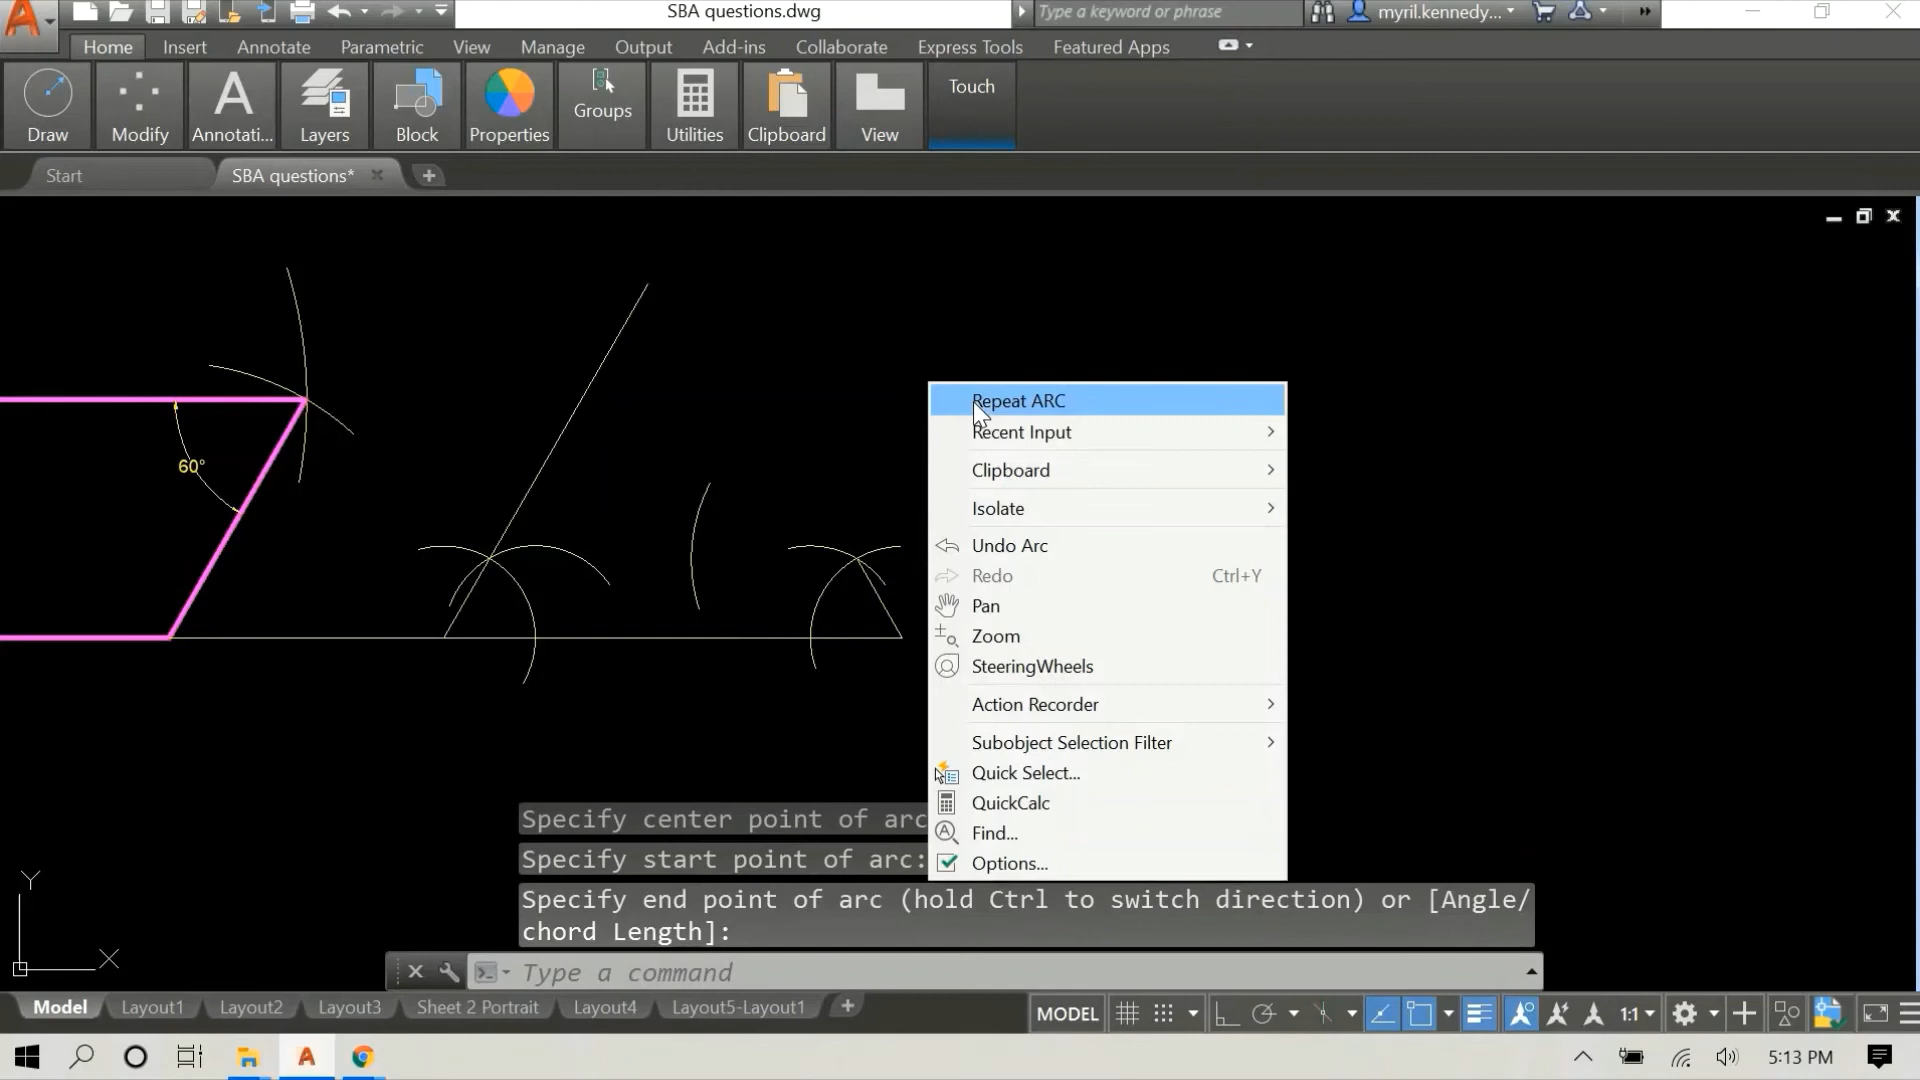 SBA questions.dwg
Type a keyword or phrase
myril.kennedy...
Home Insert Annotate Parametric View Manage Output Add-ins Collaborate Express Tools Featured Apps
Draw Modify Annotati... Layers Block Properties Groups Utilities Clipboard View Touch
Start
SBA questions*
60°
Repeat ARC
Recent Input
Clipboard
Isolate
Undo Arc
Redo Ctrl+Y
Pan
Zoom
SteeringWheels
Action Recorder
Subobject Selection Filter
Quick Select...
QuickCalc
Find...
Options...
Specify center point of arc
Specify start point of arc:
Specify end point of arc (hold Ctrl to switch direction) or [Angle/
chord Length]:
Y
X
Type a command
Model Layout1 Layout2 Layout3 Sheet 2 Portrait Layout4 Layout5-Layout1
MODEL
1:1
5:13 PM